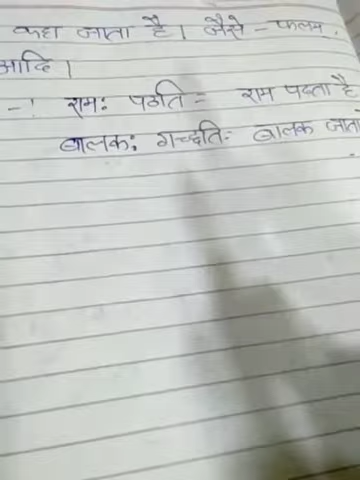 कहा जाता है। जैसे - फलम्
आदि।
-: रामः पठति = राम पढ़ता है
बालकः गच्छति = बालक जाता